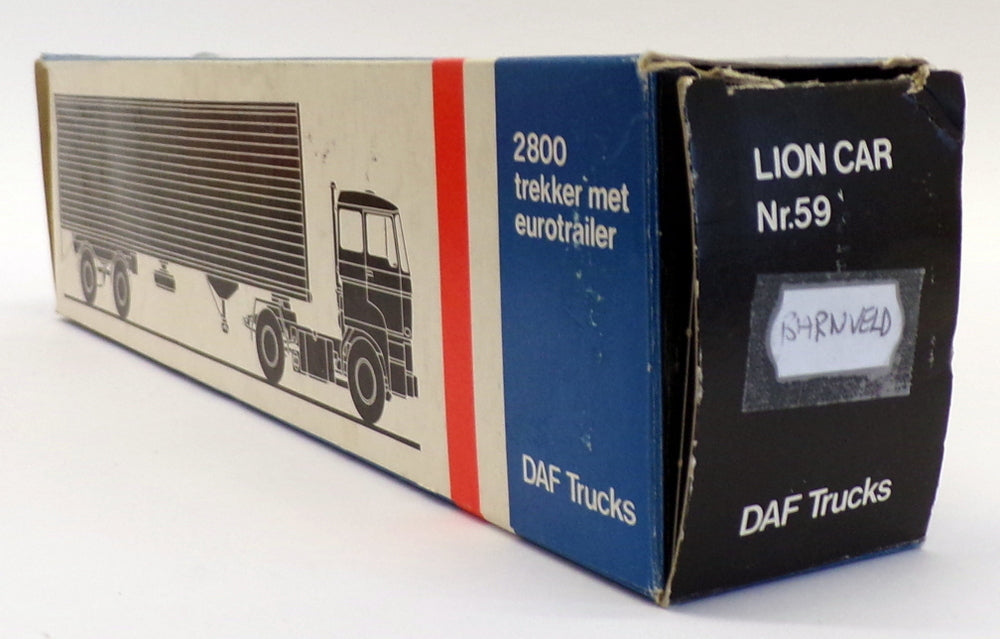 2800
trekker met
eurotrailer
DAF Trucks
LION CAR
Nr.59
BARNVELD
DAF Trucks